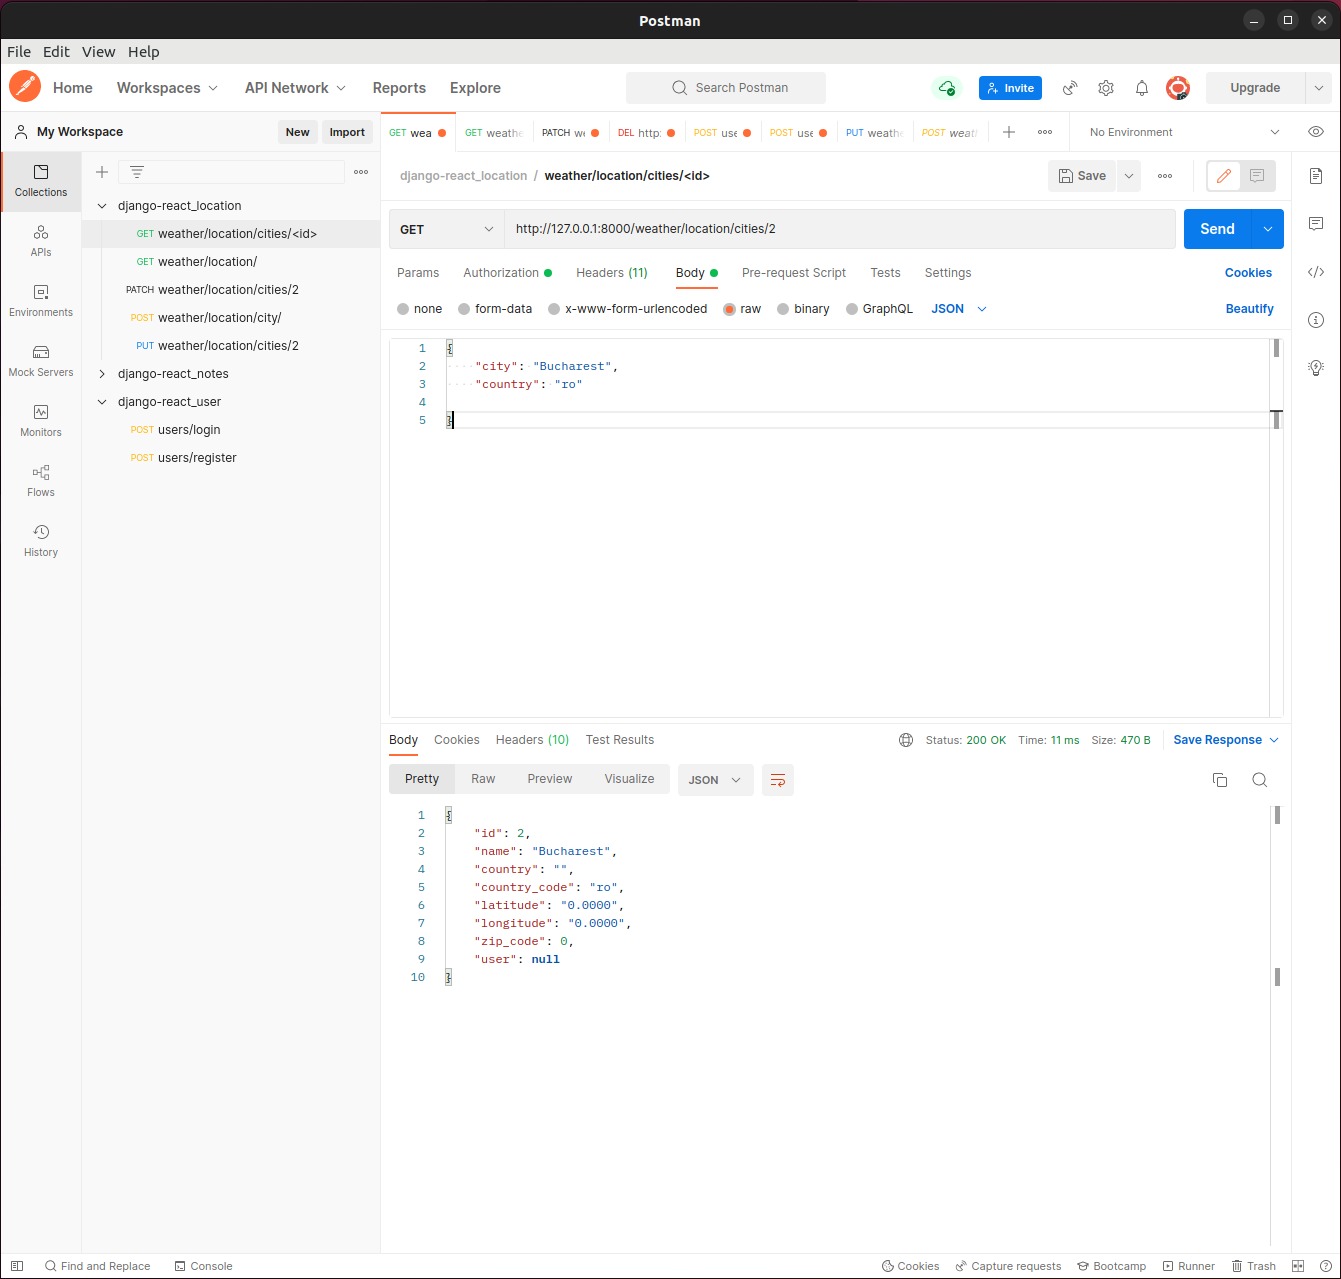 Postman
File Edit View Help
Home Workspaces API Network Reports Explore Search Postman Invite Upgrade
My Workspace New Import GET wea GET weathe PATCH we DEL http: POST use POST use PUT weathe POST weath No Environment
Collections
APIs
Environments
Mock Servers
Monitors
Flows
History
django-react_location
GET weather/location/cities/<id>
GET weather/location/
PATCH weather/location/cities/2
POST weather/location/city/
PUT weather/location/cities/2
django-react_notes
django-react_user
POST users/login
POST users/register
django-react_location / weather/location/cities/<id> Save
GET http://127.0.0.1:8000/weather/location/cities/2 Send
Params Authorization Headers (11) Body Pre-request Script Tests Settings Cookies
none form-data x-www-form-urlencoded raw binary GraphQL JSON Beautify
1 {
2 "city": "Bucharest",
3 "country": "ro"
4
5 }
Body Cookies Headers (10) Test Results Status: 200 OK Time: 11 ms Size: 470 B Save Response
Pretty Raw Preview Visualize JSON
1 {
2 "id": 2,
3 "name": "Bucharest",
4 "country": "",
5 "country_code": "ro",
6 "latitude": "0.0000",
7 "longitude": "0.0000",
8 "zip_code": 0,
9 "user": null
10 }
Find and Replace Console Cookies Capture requests Bootcamp Runner Trash